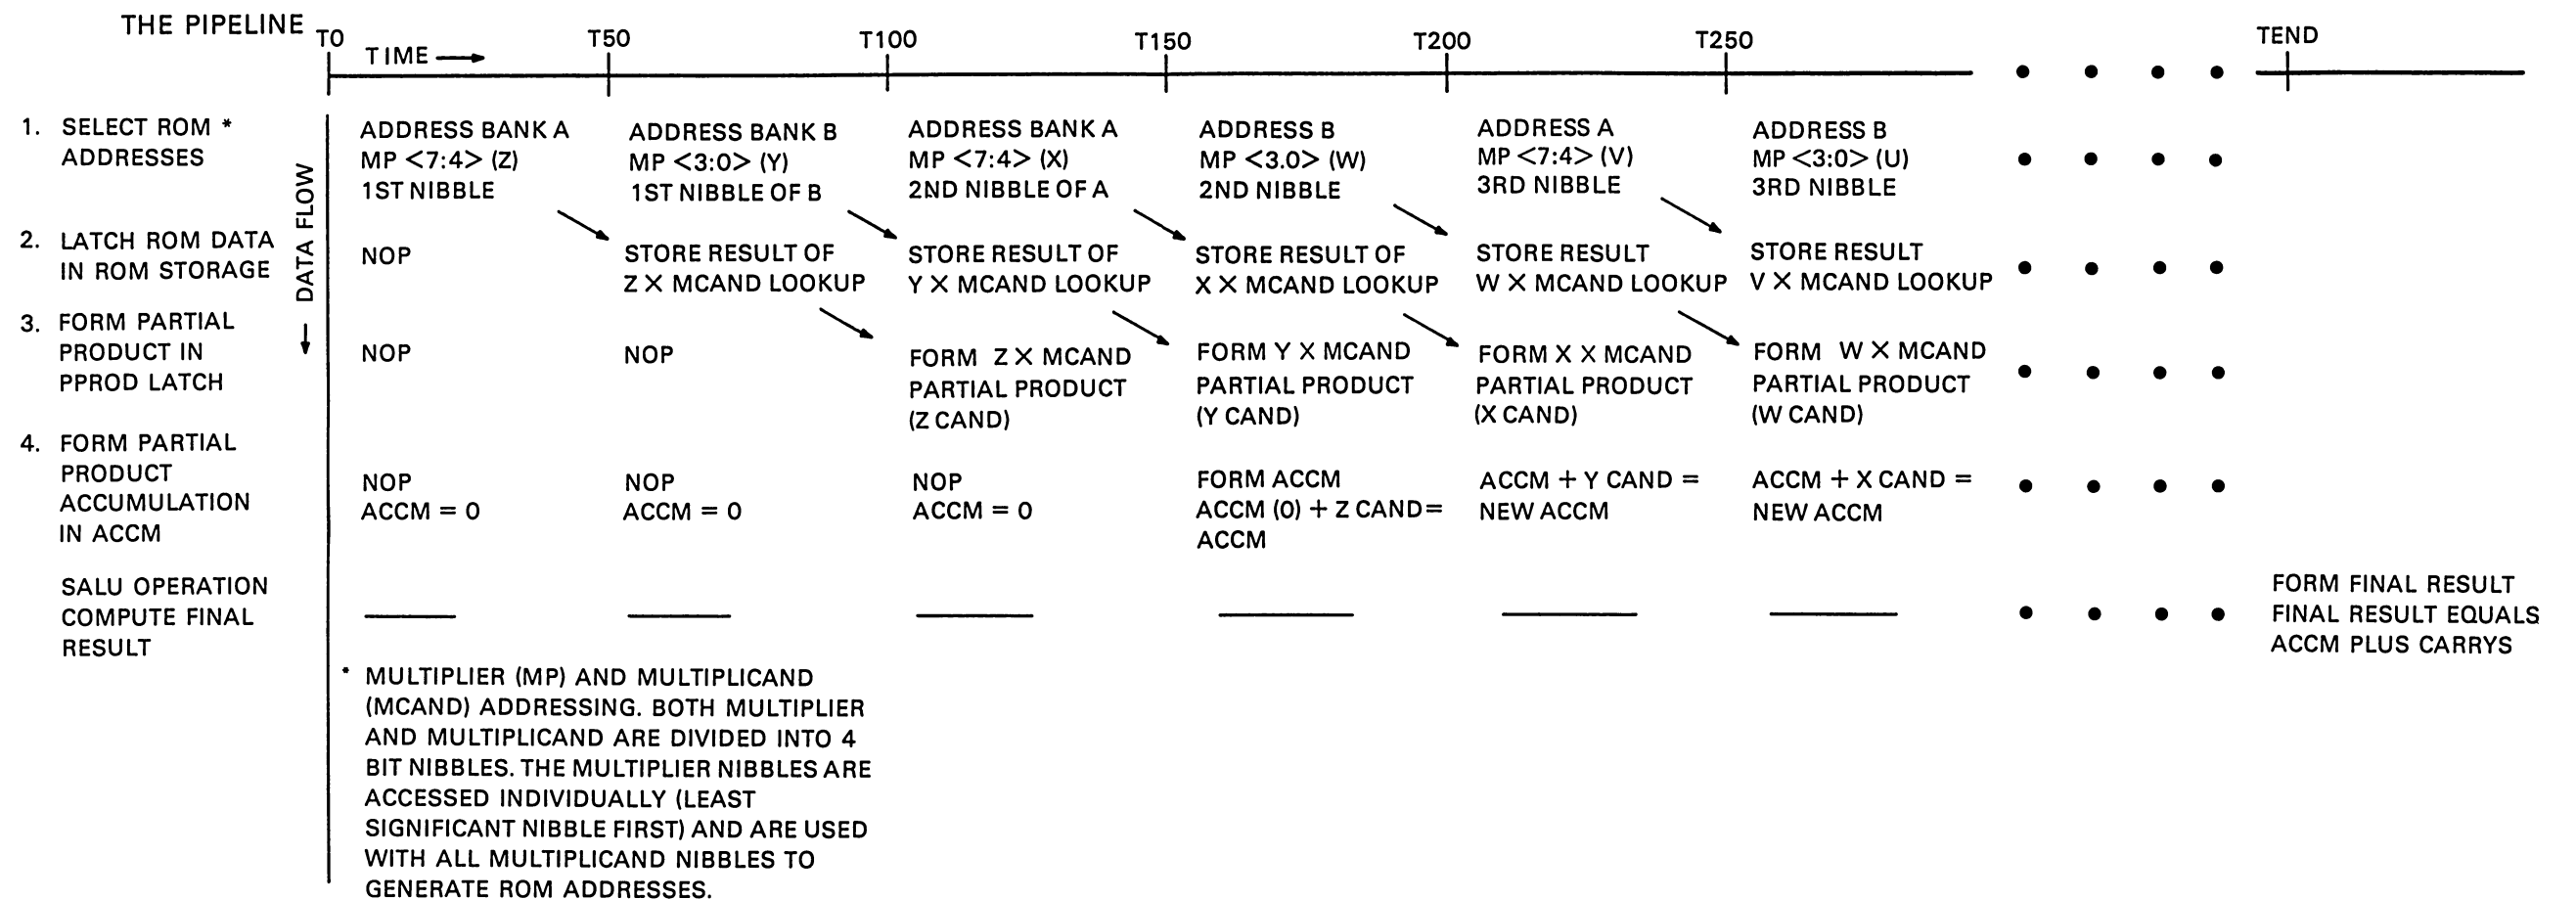 THE PIPELINE
T0
TIME
T50
T100
T150
T200
T250
TEND
DATA FLOW
1. SELECT ROM *
ADDRESSES
ADDRESS BANK A
MP <7:4> (Z)
1ST NIBBLE
ADDRESS BANK B
MP <3:0> (Y)
1ST NIBBLE OF B
ADDRESS BANK A
MP <7:4> (X)
2ND NIBBLE OF A
ADDRESS B
MP <3.0> (W)
2ND NIBBLE
ADDRESS A
MP <7:4> (V)
3RD NIBBLE
ADDRESS B
MP <3:0> (U)
3RD NIBBLE
2. LATCH ROM DATA
IN ROM STORAGE
NOP
STORE RESULT OF
Z X MCAND LOOKUP
STORE RESULT OF
Y X MCAND LOOKUP
STORE RESULT OF
X X MCAND LOOKUP
STORE RESULT
W X MCAND LOOKUP
STORE RESULT
V X MCAND LOOKUP
3. FORM PARTIAL
PRODUCT IN
PPROD LATCH
NOP
NOP
FORM Z X MCAND
PARTIAL PRODUCT
(Z CAND)
FORM Y X MCAND
PARTIAL PRODUCT
(Y CAND)
FORM X X MCAND
PARTIAL PRODUCT
(X CAND)
FORM W X MCAND
PARTIAL PRODUCT
(W CAND)
4. FORM PARTIAL
PRODUCT
ACCUMULATION
IN ACCM
NOP
ACCM = 0
NOP
ACCM = 0
NOP
ACCM = 0
FORM ACCM
ACCM (0) + Z CAND=
ACCM
ACCM + Y CAND =
NEW ACCM
ACCM + X CAND =
NEW ACCM
SALU OPERATION
COMPUTE FINAL
RESULT
FORM FINAL RESULT
FINAL RESULT EQUALS
ACCM PLUS CARRYS
* MULTIPLIER (MP) AND MULTIPLICAND
(MCAND) ADDRESSING. BOTH MULTIPLIER
AND MULTIPLICAND ARE DIVIDED INTO 4
BIT NIBBLES. THE MULTIPLIER NIBBLES ARE
ACCESSED INDIVIDUALLY (LEAST
SIGNIFICANT NIBBLE FIRST) AND ARE USED
WITH ALL MULTIPLICAND NIBBLES TO
GENERATE ROM ADDRESSES.